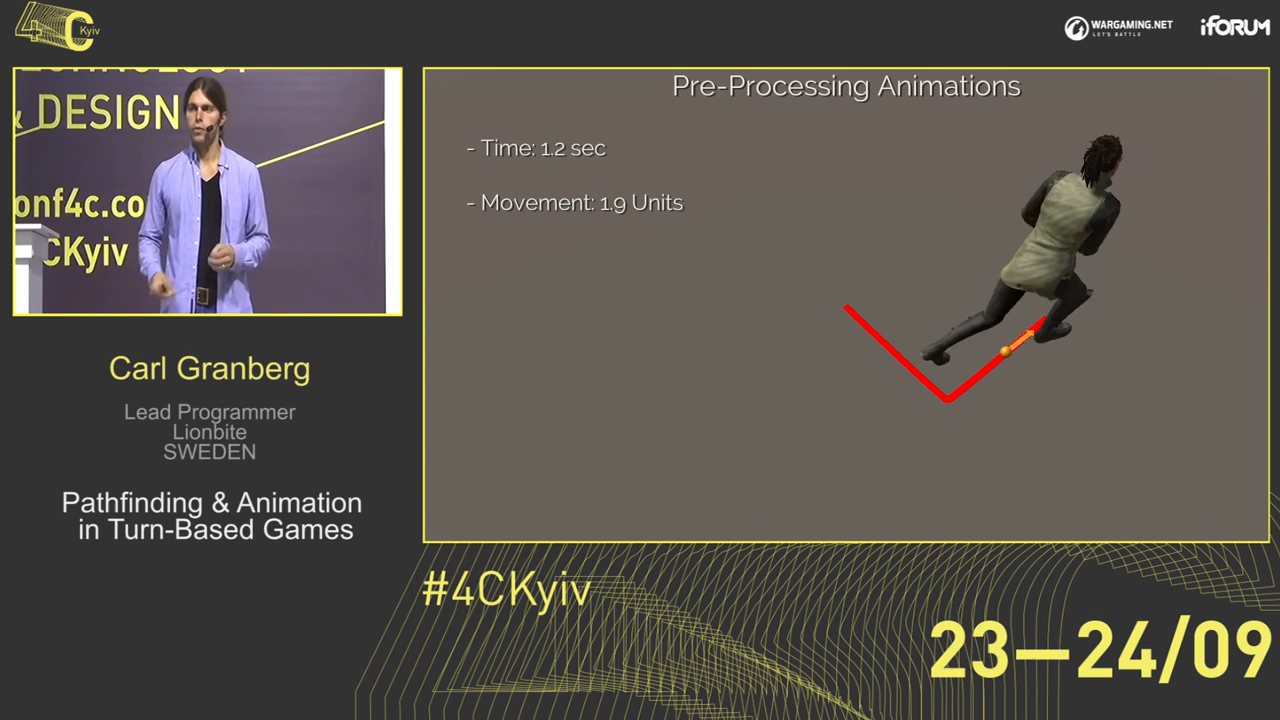 4C Kyiv
WARGAMING.NET
LET'S BATTLE
iFORUM
& DESIGN
onf4c.co
CKyiv
Pre-Processing Animations
- Time: 1.2 sec
- Movement: 1.9 Units
Carl Granberg
Lead Programmer
Lionbite
SWEDEN
Pathfinding & Animation
in Turn-Based Games
#4CKyiv
23—24/09